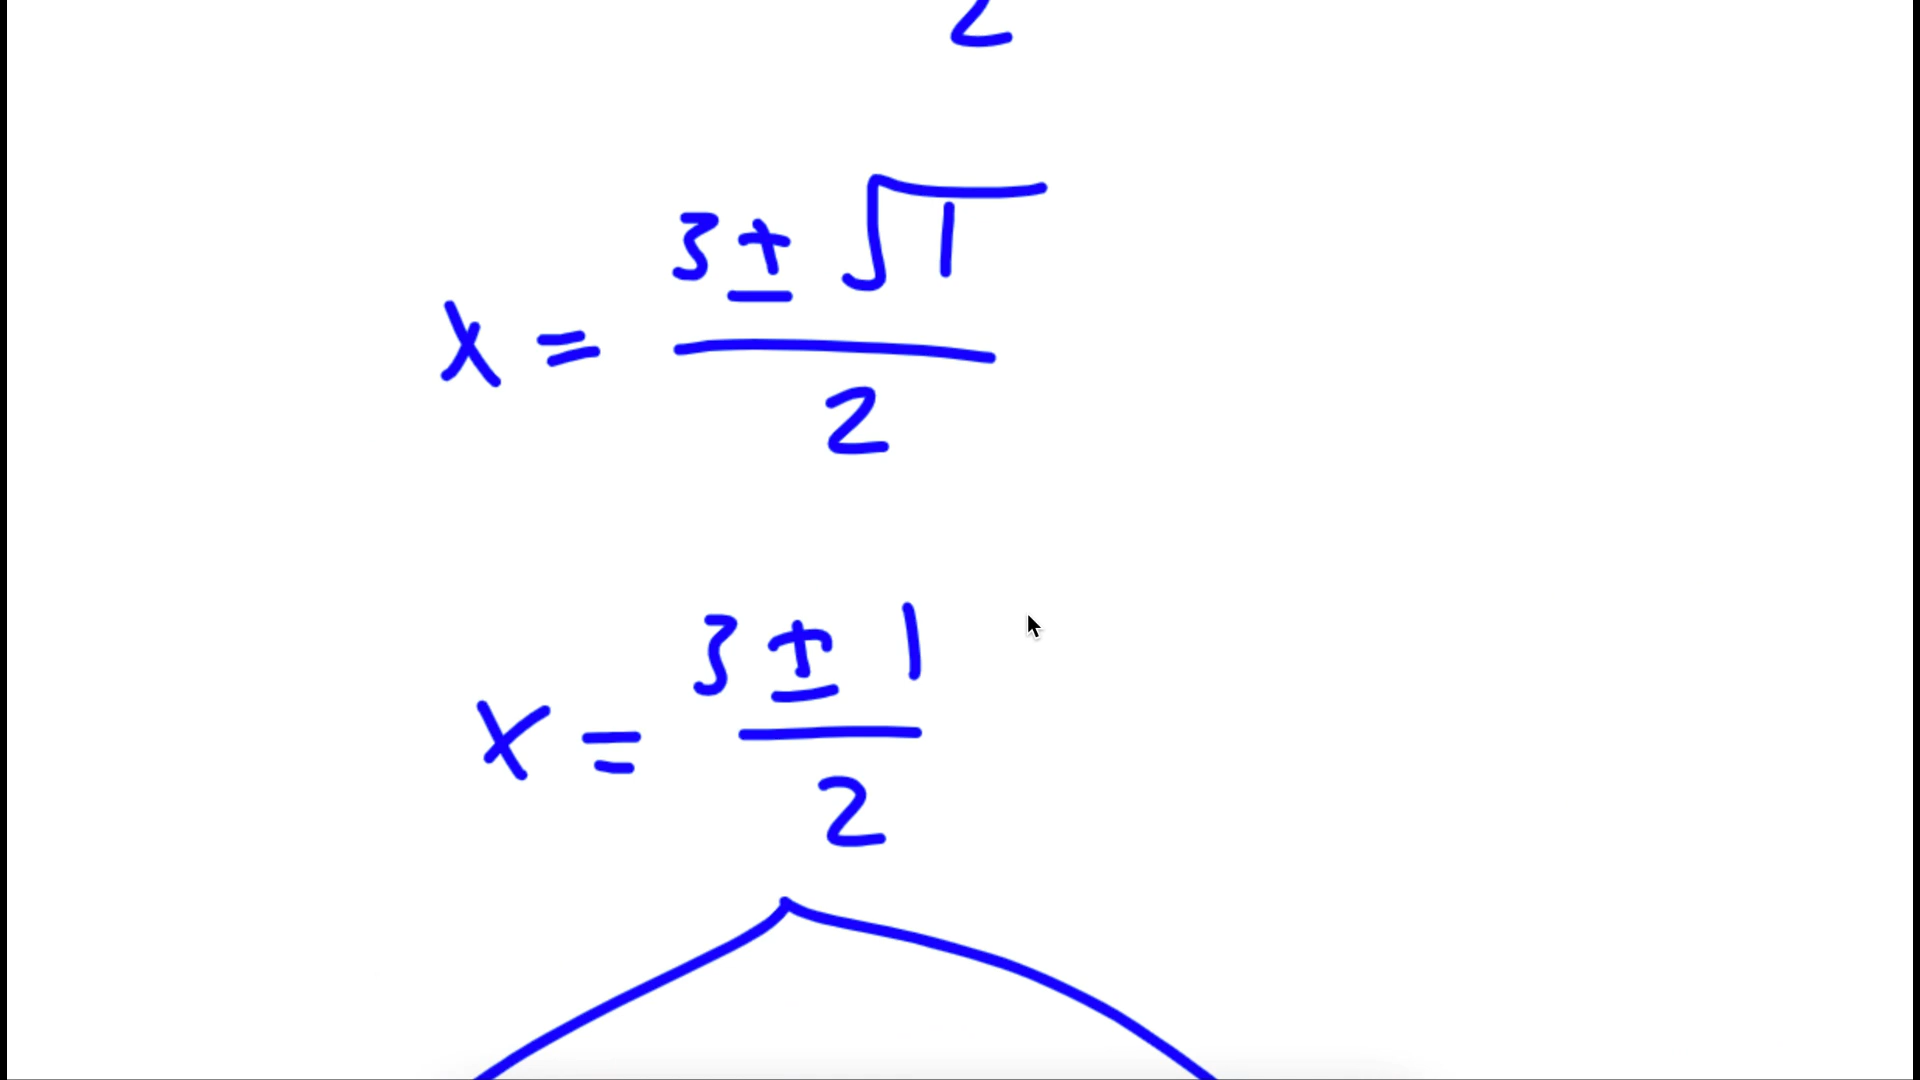 2
x = (3 ± √1) / 2
x = (3 ± 1) / 2